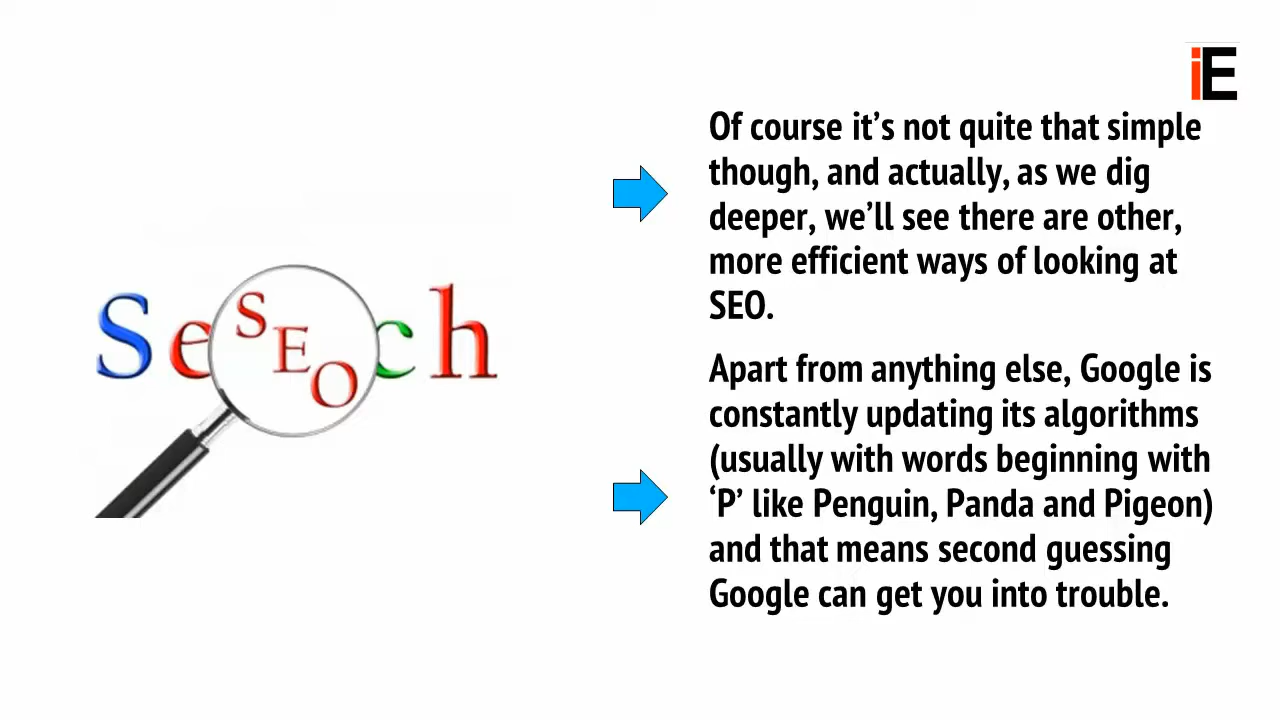 iE
Of course it’s not quite that simple
though, and actually, as we dig
deeper, we’ll see there are other,
more efficient ways of looking at
SEO.
Se SEO ch
Apart from anything else, Google is
constantly updating its algorithms
(usually with words beginning with
‘P’ like Penguin, Panda and Pigeon)
and that means second guessing
Google can get you into trouble.